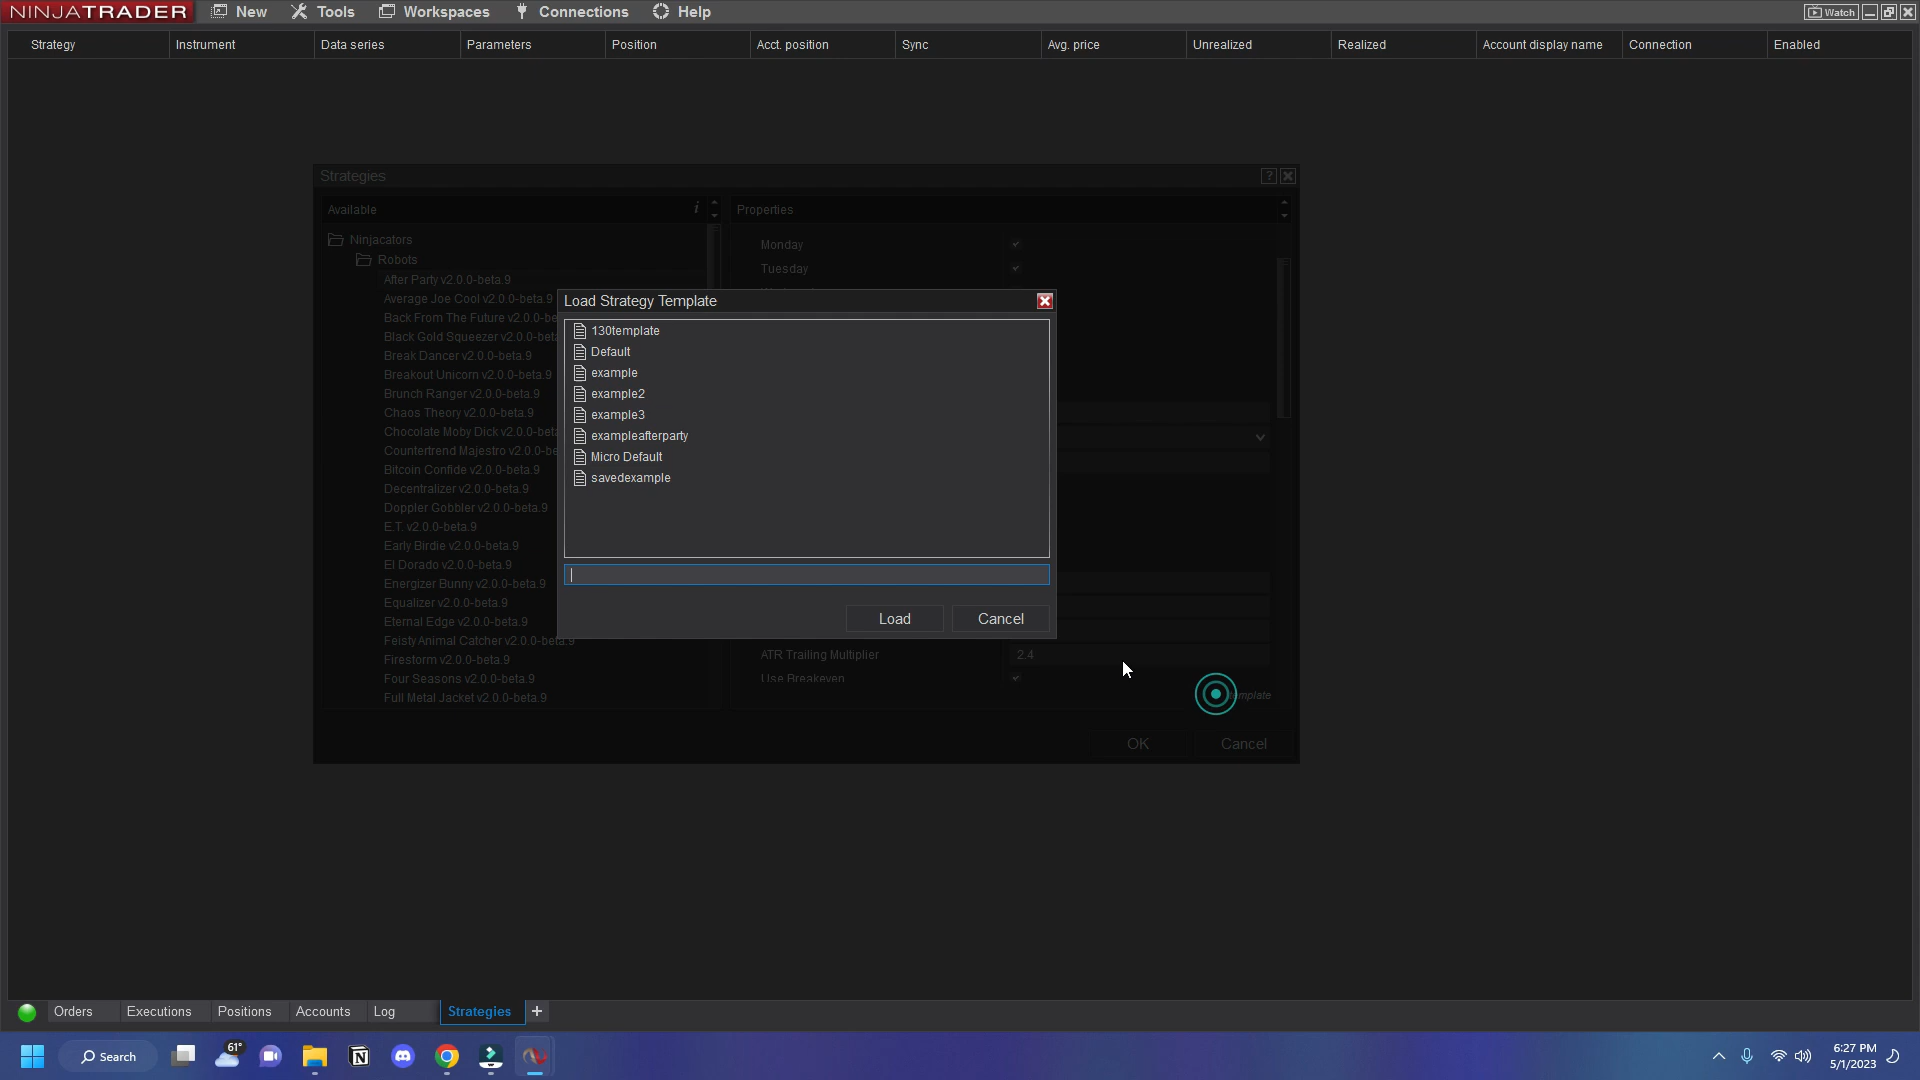 NINJATRADER New Tools Workspaces Connections Help Watch
Strategy Instrument Data series Parameters Position Acct. position Sync Avg. price Unrealized Realized Account display name Connection Enabled
Strategies ?
Available i Properties
Ninjacators
Robots
After Party v2.0.0-beta.9
Average Joe Cool v2.0.0-beta.9
Back From The Future v2.0.0-be
Black Gold Squeezer v2.0.0-bet
Break Dancer v2.0.0-beta.9
Breakout Unicorn v2.0.0-beta.9
Brunch Ranger v2.0.0-beta.9
Chaos Theory v2.0.0-beta.9
Chocolate Moby Dick v2.0.0-bet
Countertrend Majestro v2.0.0-be
Bitcoin Confide v2.0.0-beta.9
Decentralizer v2.0.0-beta.9
Doppler Gobbler v2.0.0-beta.9
E.T. v2.0.0-beta.9
Early Birdie v2.0.0-beta.9
El Dorado v2.0.0-beta.9
Energizer Bunny v2.0.0-beta.9
Equalizer v2.0.0-beta.9
Eternal Edge v2.0.0-beta.9
Feisty Animal Catcher v2.0.0-beta.9
Firestorm v2.0.0-beta.9
Four Seasons v2.0.0-beta.9
Full Metal Jacket v2.0.0-beta.9
Monday
Tuesday
Load Strategy Template
130template
Default
example
example2
example3
exampleafterparty
Micro Default
savedexample
Load Cancel
ATR Trailing Multiplier 2.4
Use Breakeven
mplate
OK Cancel
Orders Executions Positions Accounts Log Strategies +
Search 61° 6:27 PM
5/1/2023